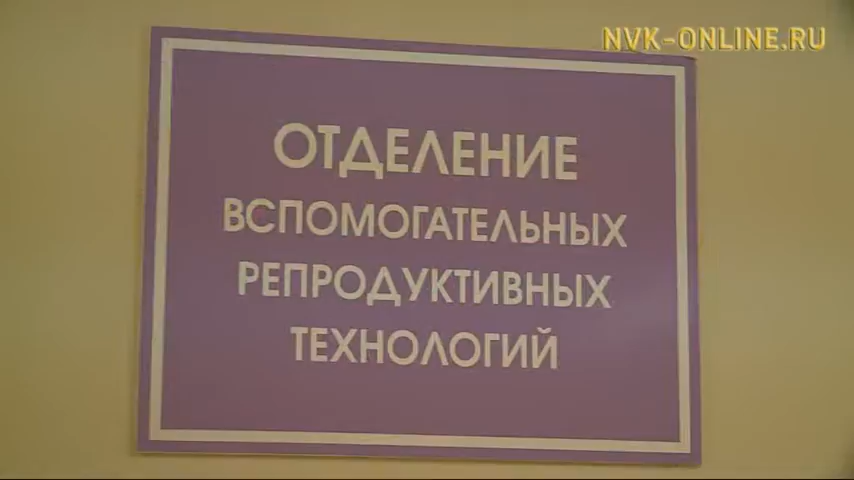 NVK-ONLINE.RU
ОТДЕЛЕНИЕ
ВСПОМОГАТЕЛЬНЫХ
РЕПРОДУКТИВНЫХ
ТЕХНОЛОГИЙ